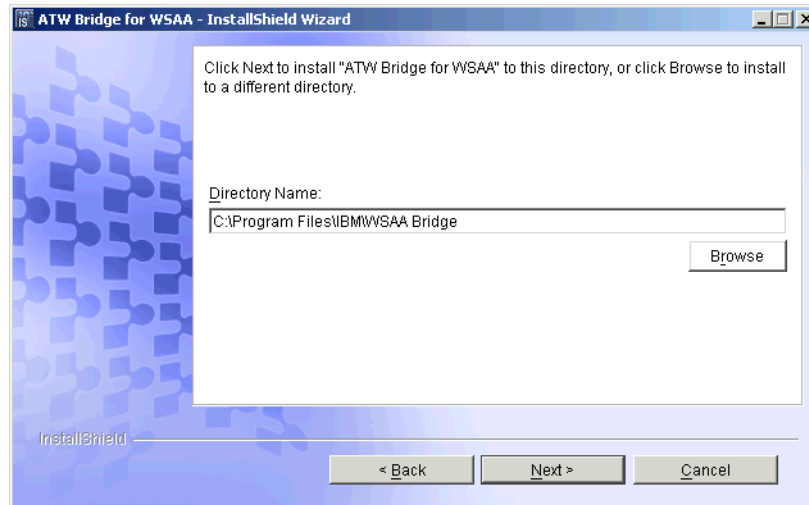 IS ATW Bridge for WSAA - InstallShield Wizard
Click Next to install "ATW Bridge for WSAA" to this directory, or click Browse to install
to a different directory.
Directory Name:
C:\Program Files\IBM\WSAA Bridge
Browse
InstallShield
< Back Next > Cancel